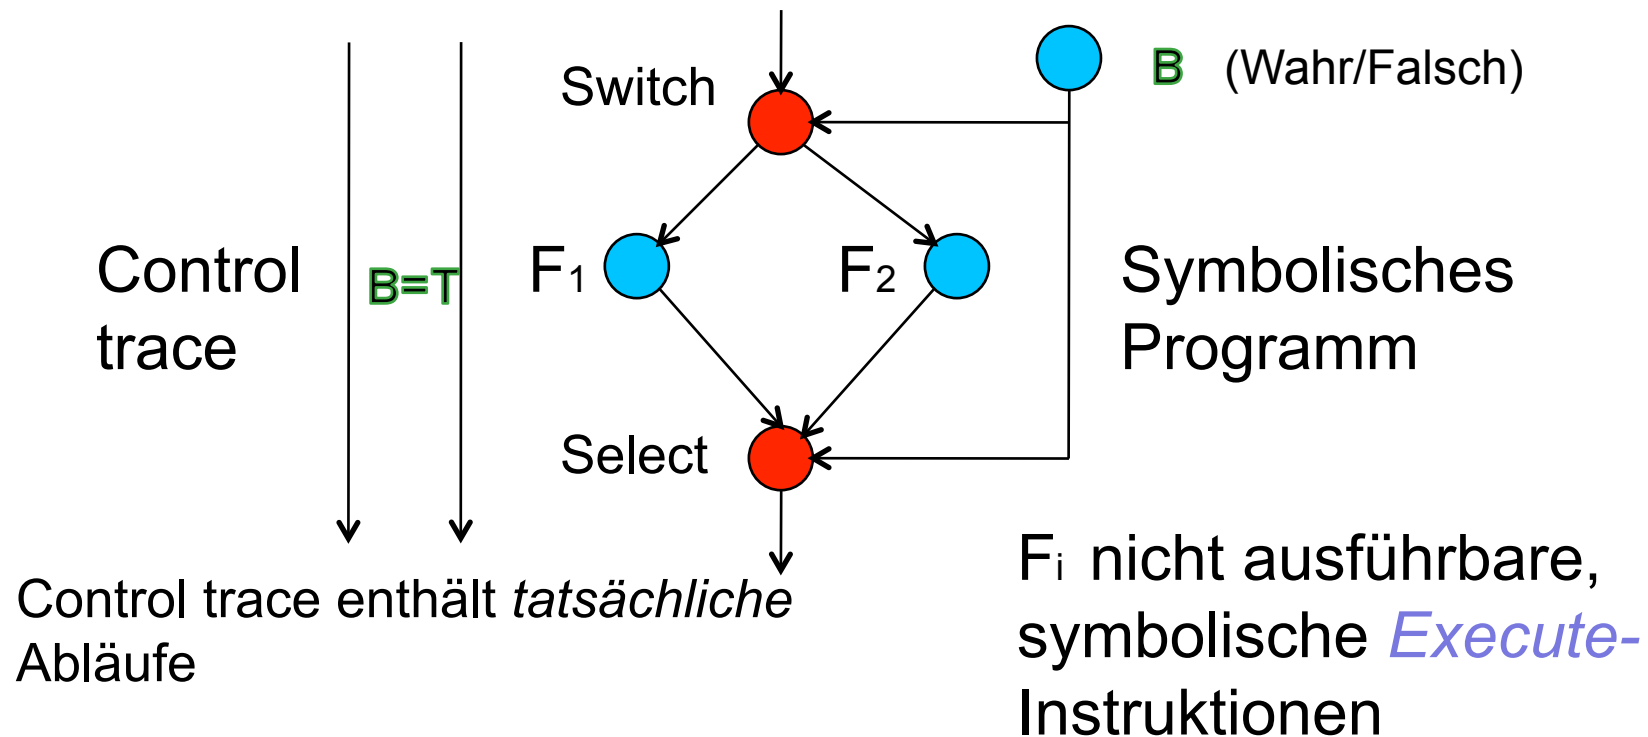 Switch
B (Wahr/Falsch)
Control
trace
B=T
F1
F2
Symbolisches
Programm
Select
Control trace enthält tatsächliche
Abläufe
Fi nicht ausführbare,
symbolische Execute-
Instruktionen